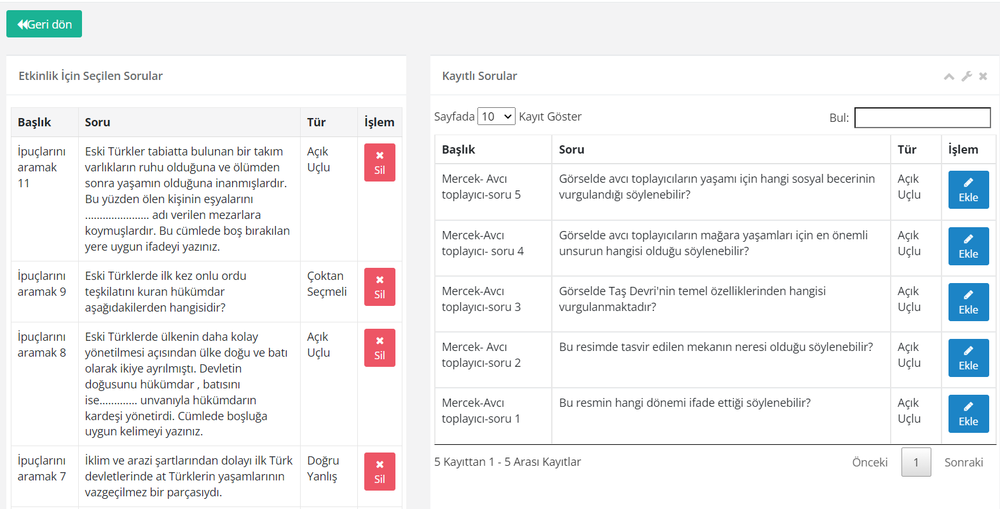 Geri dön
Etkinlik İçin Seçilen Sorular
Başlık Soru Tür İşlem
İpuçlarını aramak 11
Eski Türkler tabiatta bulunan bir takım
varlıkların ruhu olduğuna ve ölümden
sonra yaşamın olduğuna inanmışlardır.
Bu yüzden ölen kişinin eşyalarını
...................... adı verilen mezarlara
koymuşlardır. Bu cümlede boş bırakılan
yere uygun ifadeyi yazınız.
Açık Uçlu
Sil
İpuçlarını aramak 9
Eski Türklerde ilk kez onlu ordu
teşkilatını kuran hükümdar
aşağıdakilerden hangisidir?
Çoktan Seçmeli
Sil
İpuçlarını aramak 8
Eski Türklerde ülkenin daha kolay
yönetilmesi açısından ülke doğu ve batı
olarak ikiye ayrılmıştı. Devletin
doğusunu hükümdar , batısını
ise............. unvanıyla hükümdarın
kardeşi yönetirdi. Cümlede boşluğa
uygun kelimeyi yazınız.
Açık Uçlu
Sil
İpuçlarını aramak 7
İklim ve arazi şartlarından dolayı ilk Türk
devletlerinde at Türklerin yaşamlarının
vazgeçilmez bir parçasıydı.
Doğru Yanlış
Sil
Kayıtlı Sorular
Sayfada 10 Kayıt Göster
Bul:
Başlık Soru Tür İşlem
Mercek- Avcı toplayıcı-soru 5
Görselde avcı toplayıcıların yaşamı için hangi sosyal becerinin
vurgulandığı söylenebilir?
Açık Uçlu
Ekle
Mercek-Avcı toplayıcı- soru 4
Görselde avcı toplayıcıların mağara yaşamları için en önemli
unsurun hangisi olduğu söylenebilir?
Açık Uçlu
Ekle
Mercek-Avcı toplayıcı-soru 3
Görselde Taş Devri'nin temel özelliklerinden hangisi
vurgulanmaktadır?
Açık Uçlu
Ekle
Mercek- Avcı toplayıcı-soru 2
Bu resimde tasvir edilen mekanın neresi olduğu söylenebilir?
Açık Uçlu
Ekle
Mercek-Avcı toplayıcı-soru 1
Bu resmin hangi dönemi ifade ettiği söylenebilir?
Açık Uçlu
Ekle
5 Kayıttan 1 - 5 Arası Kayıtlar
Önceki 1 Sonraki